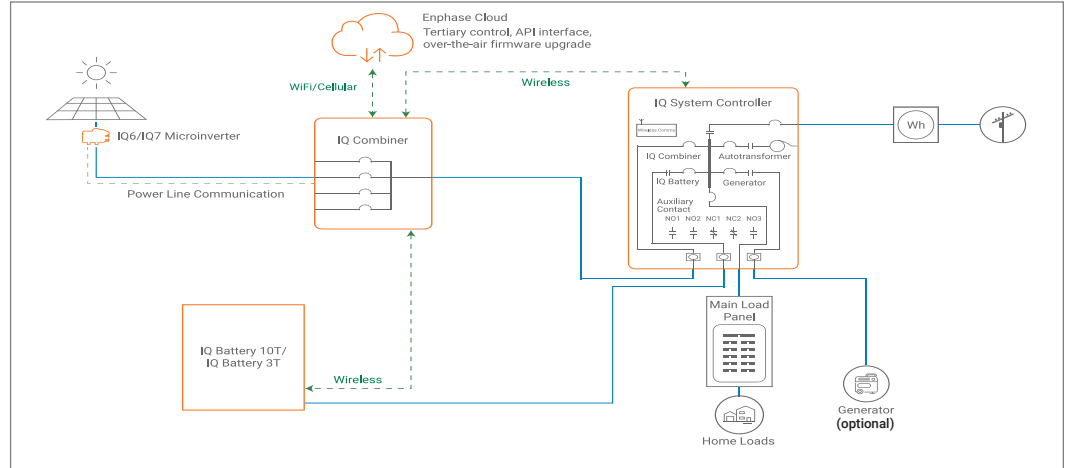 Enphase Cloud
Tertiary control, API interface,
over-the-air firmware upgrade
WiFi/Cellular
Wireless
IQ6/IQ7 Microinverter
Power Line Communication
IQ Combiner
IQ System Controller
Wireless Comms
IQ Combiner
Autotransformer
IQ Battery
Generator
Auxiliary
Contact
NO1 NO2 NC1 NC2 NO3
Wh
IQ Battery 10T/
IQ Battery 3T
Wireless
Main Load
Panel
Home Loads
Generator
(optional)